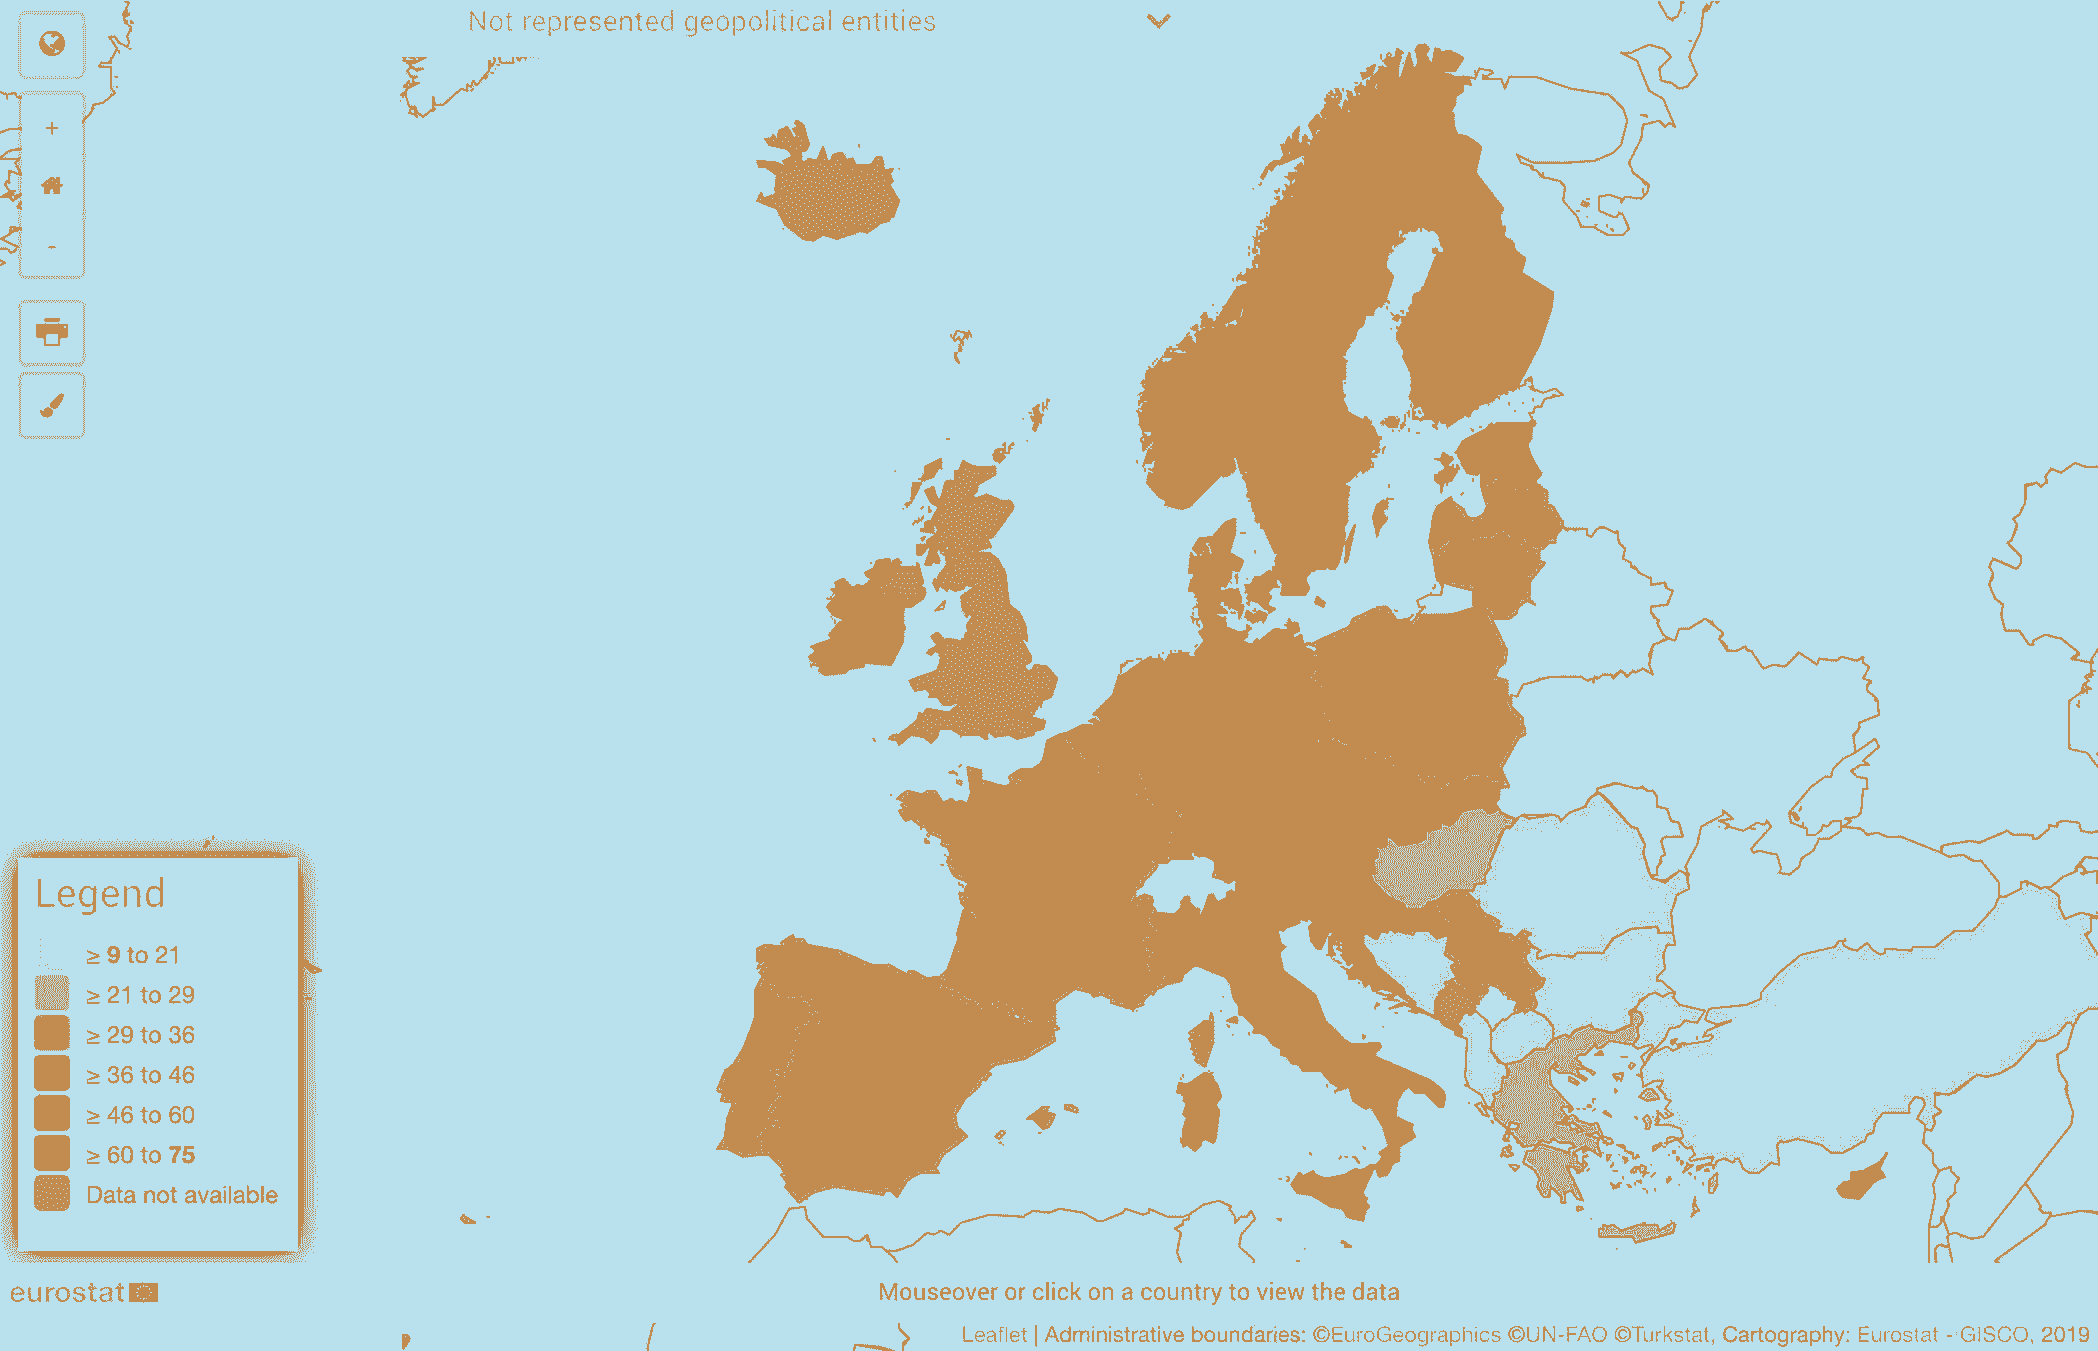 Not represented geopolitical entities
+
-
Legend
≥ 9 to 21
≥ 21 to 29
≥ 29 to 36
≥ 36 to 46
≥ 46 to 60
≥ 60 to 75
Data not available
eurostat
Mouseover or click on a country to view the data
Leaflet | Administrative boundaries: ©EuroGeographics ©UN-FAO ©Turkstat, Cartography: Eurostat - GISCO, 2019